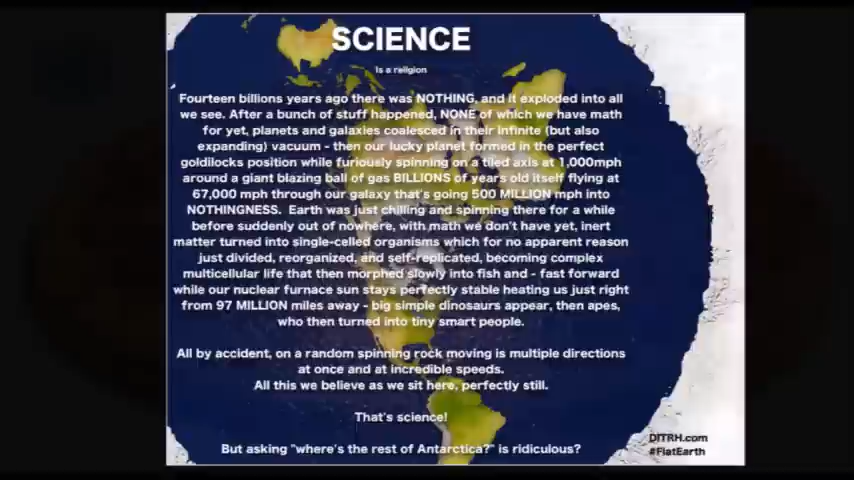 SCIENCE
Is a religion
Fourteen billions years ago there was NOTHING, and it exploded into all
we see. After a bunch of stuff happened, NONE of which we have math
for yet, planets and galaxies coalesced in their infinite (but also
expanding) vacuum - then our lucky planet formed in the perfect
goldilocks position while furiously spinning on a tiled axis at 1,000mph
around a giant blazing ball of gas BILLIONS of years old itself flying at
67,000 mph through our galaxy that's going 500 MILLION mph into
NOTHINGNESS. Earth was just chilling and spinning there for a while
before suddenly out of nowhere, with math we don't have yet, inert
matter turned into single-celled organisms which for no apparent reason
just divided, reorganized, and self-replicated, becoming complex
multicellular life that then morphed slowly into fish and - fast forward
while our nuclear furnace sun stays perfectly stable heating us just right
from 97 MILLION miles away - big simple dinosaurs appear, then apes,
who then turned into tiny smart people.
All by accident, on a random spinning rock moving is multiple directions
at once and at incredible speeds.
All this we believe as we sit here, perfectly still.
That's science!
But asking "where's the rest of Antarctica?" is ridiculous?
DITRH.com
#FlatEarth